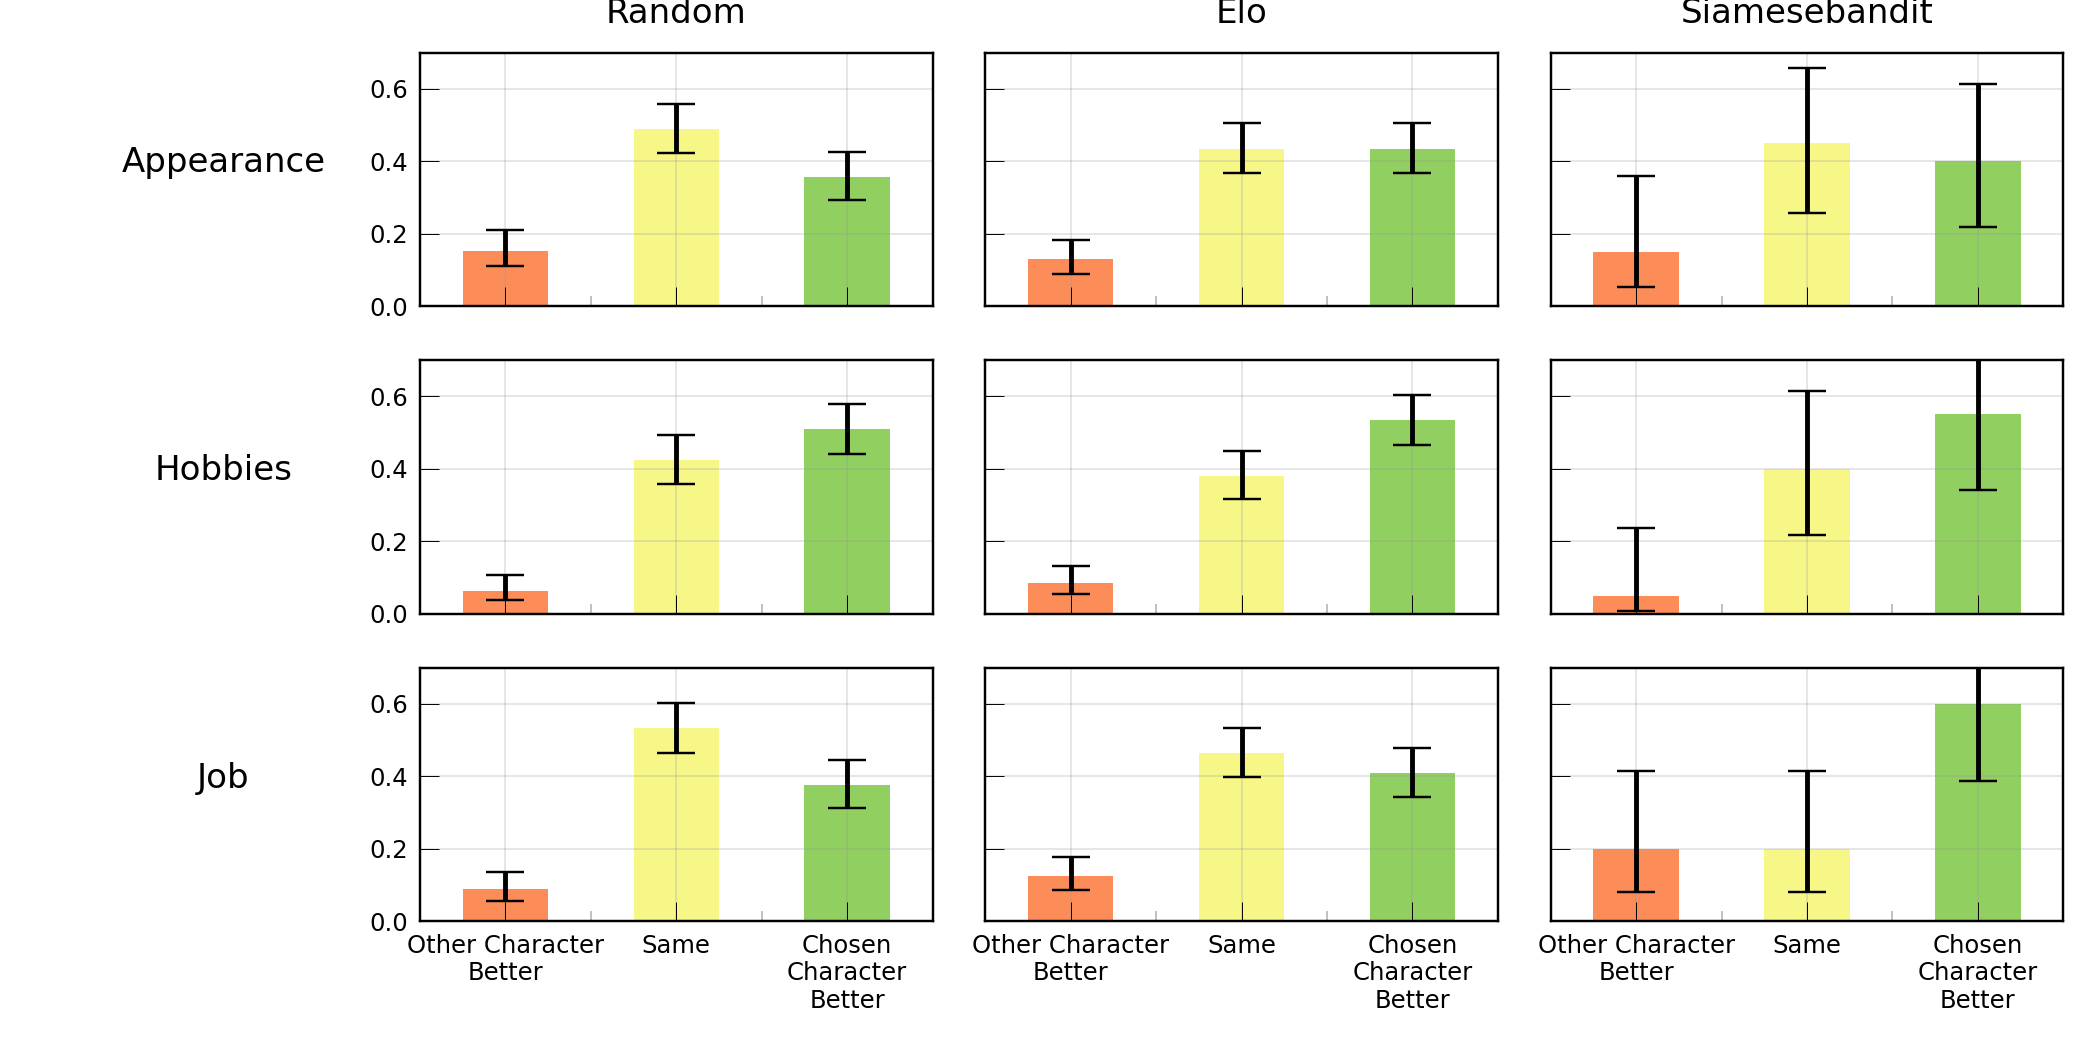 Random
Elo
Siamesebandit
Appearance
0.6
0.4
0.2
0.0
Hobbies
0.6
0.4
0.2
0.0
Job
0.6
0.4
0.2
0.0
Other Character
Better
Same
Chosen
Character
Better
Other Character
Better
Same
Chosen
Character
Better
Other Character
Better
Same
Chosen
Character
Better